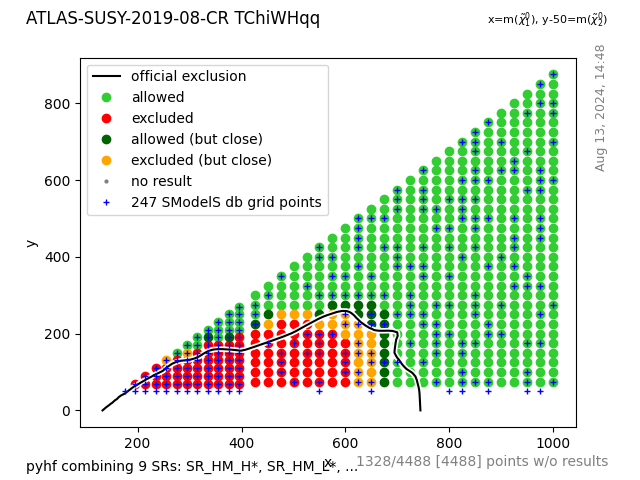 ATLAS-SUSY-2019-08-CR TChiWHqq
x=m(χ̃⁰₁), y-50=m(χ̃⁰₂)
official exclusion
allowed
excluded
allowed (but close)
excluded (but close)
no result
247 SModelS db grid points
Aug 13, 2024, 14:48
y
800
600
400
200
0
200 400 600 800 1000
x
pyhf combining 9 SRs: SR_HM_H*, SR_HM_L*, ...
1328/4488 [4488] points w/o results